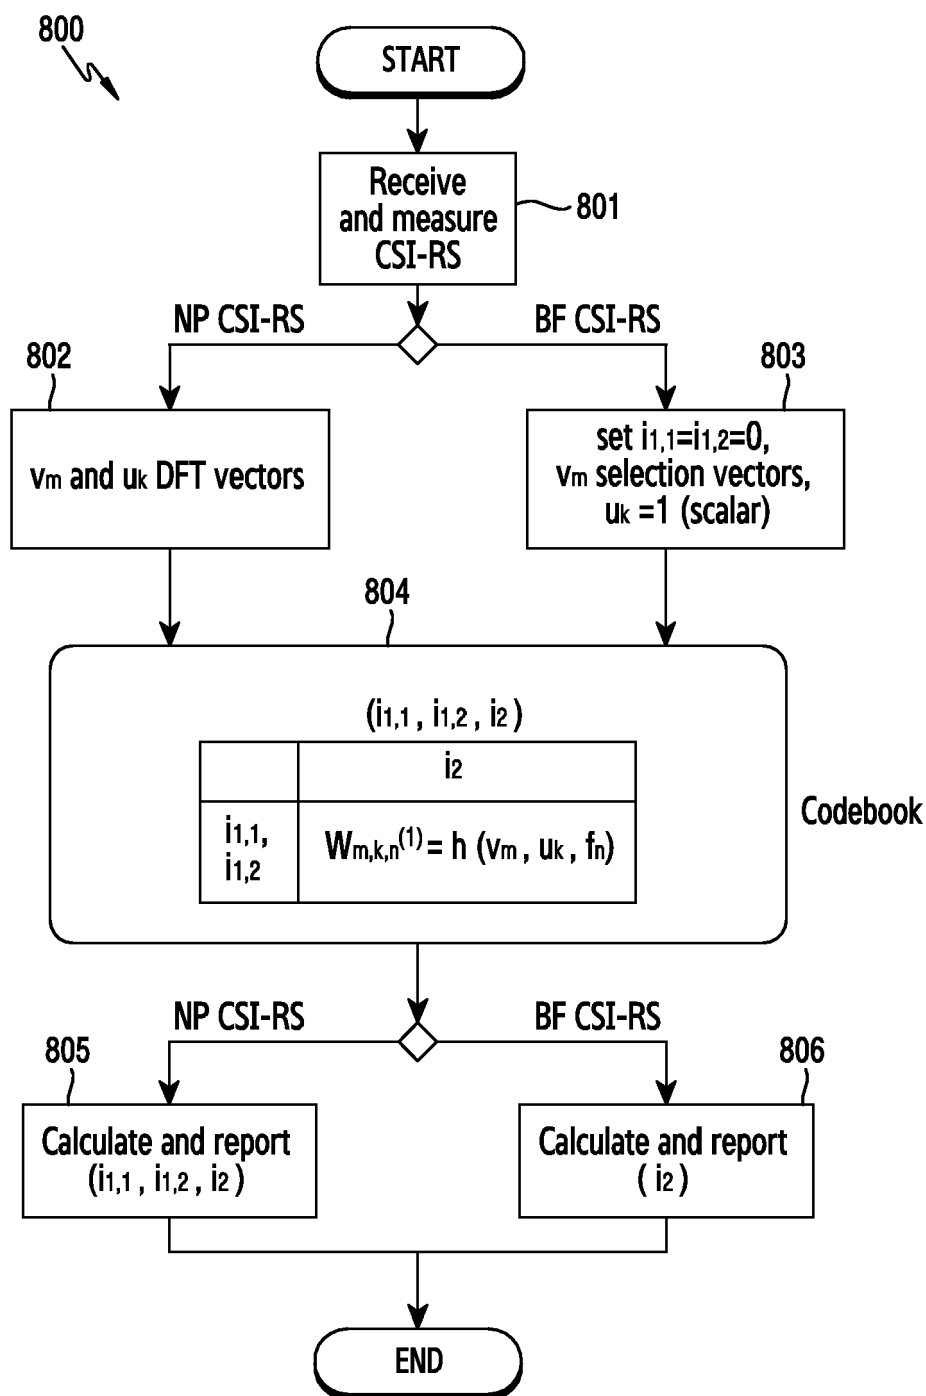 800
START
Receive
and measure
CSI-RS
801
NP CSI-RS
BF CSI-RS
802
803
vm and uk DFT vectors
set i1,1=i1,2=0,
vm selection vectors,
uk =1 (scalar)
804
(i1,1 , i1,2 , i2 )
i2
i1,1,
i1,2
Wm,k,n(1) = h (vm , uk , fn)
Codebook
NP CSI-RS
BF CSI-RS
805
806
Calculate and report
(i1,1 , i1,2 , i2 )
Calculate and report
( i2 )
END